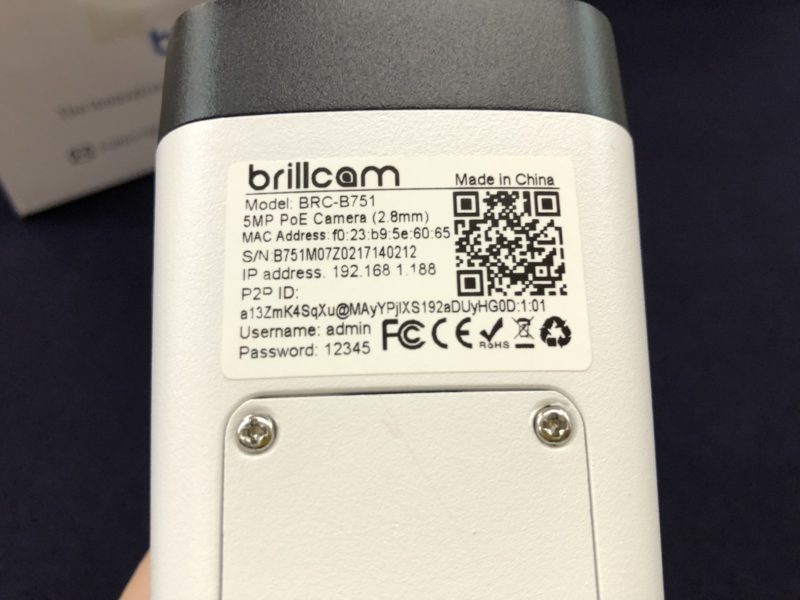 brillcam
Made in China
Model: BRC-B751
5MP PoE Camera (2.8mm)
MAC Address: f0:23:b9:5e:60:65
S/N:B751M07Z0217140212
IP address. 192.168 1.188
P2P ID:
a13ZmK4SqXu@MAyYPjIXS192aDUyHG0D:1:01
Username: admin
Password: 12345
FC CE RoHS